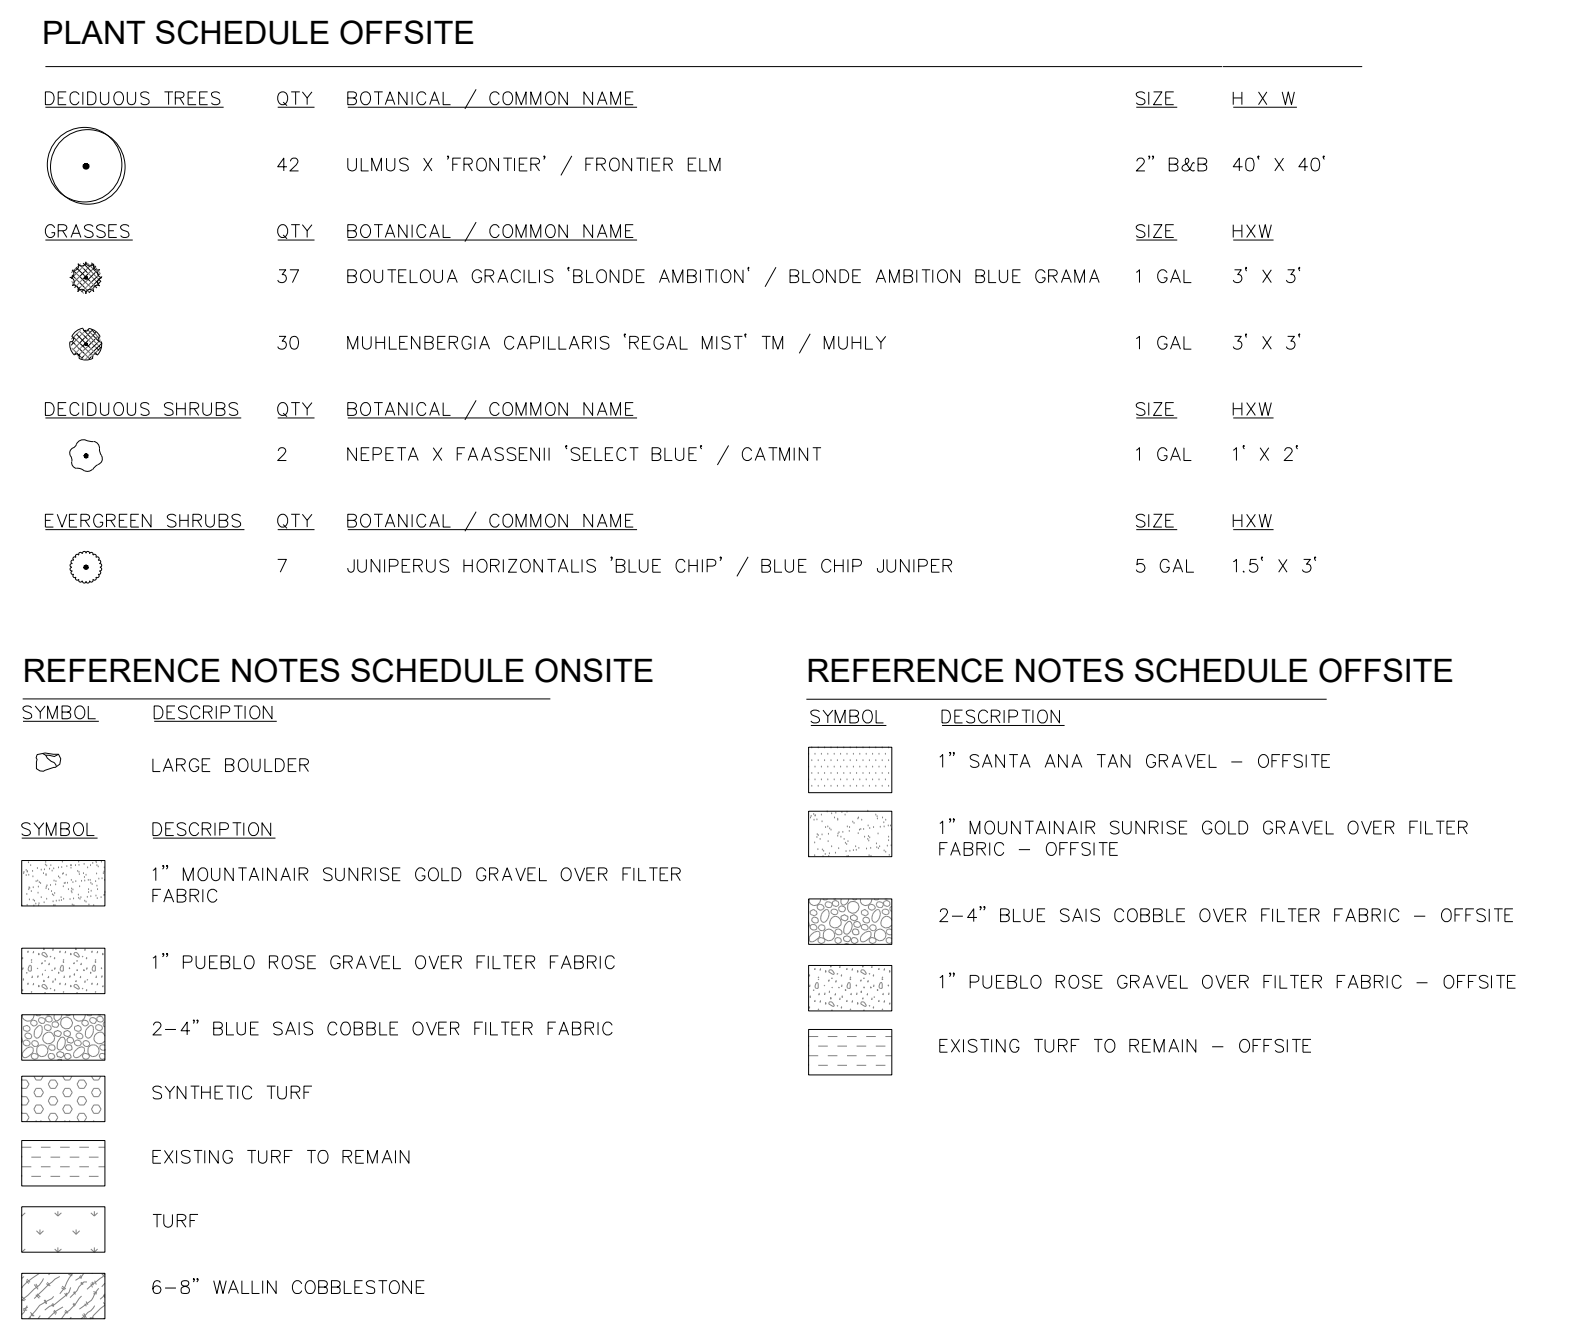 PLANT SCHEDULE OFFSITE
DECIDUOUS TREES QTY BOTANICAL / COMMON NAME SIZE H X W
42 ULMUS X 'FRONTIER' / FRONTIER ELM 2" B&B 40' X 40'
GRASSES QTY BOTANICAL / COMMON NAME SIZE HXW
37 BOUTELOUA GRACILIS 'BLONDE AMBITION' / BLONDE AMBITION BLUE GRAMA 1 GAL 3' X 3'
30 MUHLENBERGIA CAPILLARIS 'REGAL MIST' TM / MUHLY 1 GAL 3' X 3'
DECIDUOUS SHRUBS QTY BOTANICAL / COMMON NAME SIZE HXW
2 NEPETA X FAASSENII 'SELECT BLUE' / CATMINT 1 GAL 1' X 2'
EVERGREEN SHRUBS QTY BOTANICAL / COMMON NAME SIZE HXW
7 JUNIPERUS HORIZONTALIS 'BLUE CHIP' / BLUE CHIP JUNIPER 5 GAL 1.5' X 3'
REFERENCE NOTES SCHEDULE ONSITE
SYMBOL DESCRIPTION
LARGE BOULDER
SYMBOL DESCRIPTION
1" MOUNTAINAIR SUNRISE GOLD GRAVEL OVER FILTER
FABRIC
1" PUEBLO ROSE GRAVEL OVER FILTER FABRIC
2-4" BLUE SAIS COBBLE OVER FILTER FABRIC
SYNTHETIC TURF
EXISTING TURF TO REMAIN
TURF
6-8" WALLIN COBBLESTONE
REFERENCE NOTES SCHEDULE OFFSITE
SYMBOL DESCRIPTION
1" SANTA ANA TAN GRAVEL - OFFSITE
1" MOUNTAINAIR SUNRISE GOLD GRAVEL OVER FILTER
FABRIC - OFFSITE
2-4" BLUE SAIS COBBLE OVER FILTER FABRIC - OFFSITE
1" PUEBLO ROSE GRAVEL OVER FILTER FABRIC - OFFSITE
EXISTING TURF TO REMAIN - OFFSITE